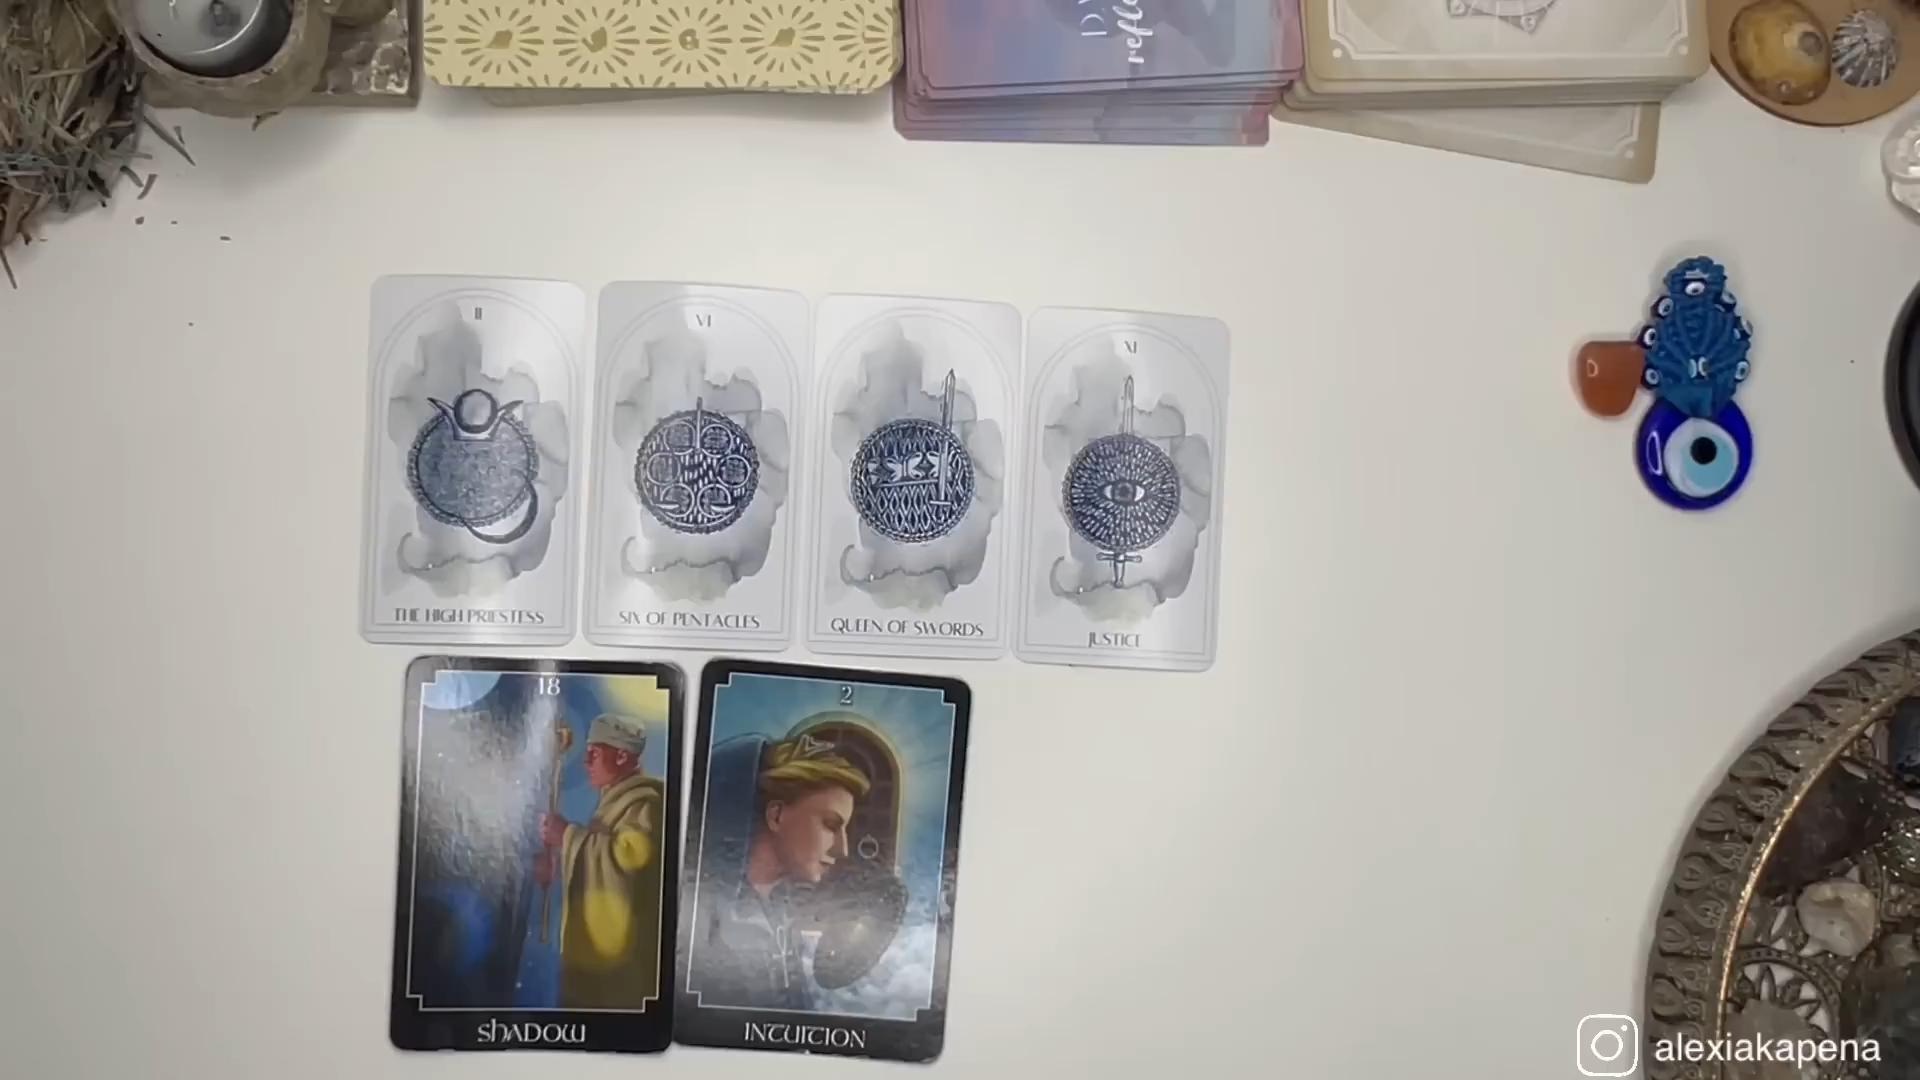 II
THE HIGH PRIESTESS
VI
SIX OF PENTACLES
QUEEN OF SWORDS
XI
JUSTICE
18
SHADOW
2
INTUITION
alexiakapena